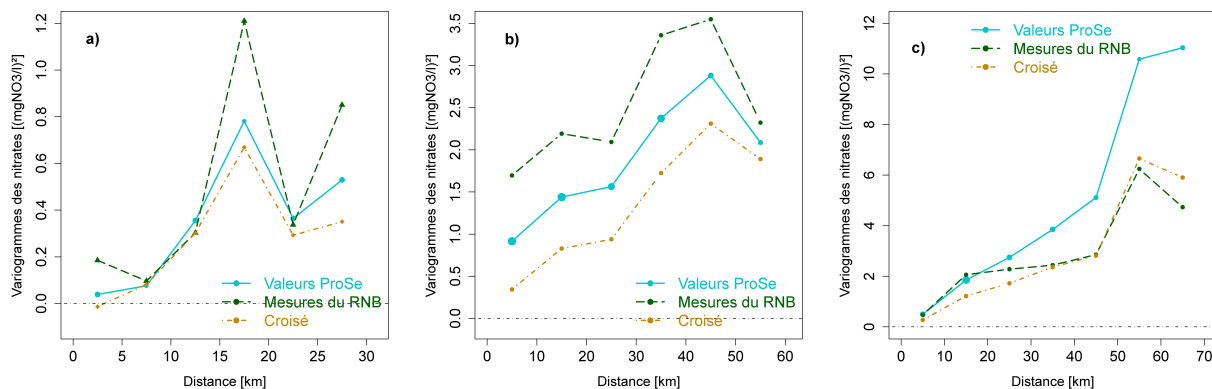 a)
Variogrammes des nitrates [(mgNO3/l)²]
1.2
1.0
0.8
0.6
0.4
0.2
0.0
Valeurs ProSe
Mesures du RNB
Croisé
0 5 10 15 20 25 30
Distance [km]
b)
Variogrammes des nitrates [(mgNO3/l)²]
3.5
3.0
2.5
2.0
1.5
1.0
0.5
0.0
Valeurs ProSe
Mesures du RNB
Croisé
0 10 20 30 40 50 60
Distance [km]
c)
Variogrammes des nitrates [(mgNO3/l)²]
12
10
8
6
4
2
0
Valeurs ProSe
Mesures du RNB
Croisé
0 10 20 30 40 50 60 70
Distance [km]